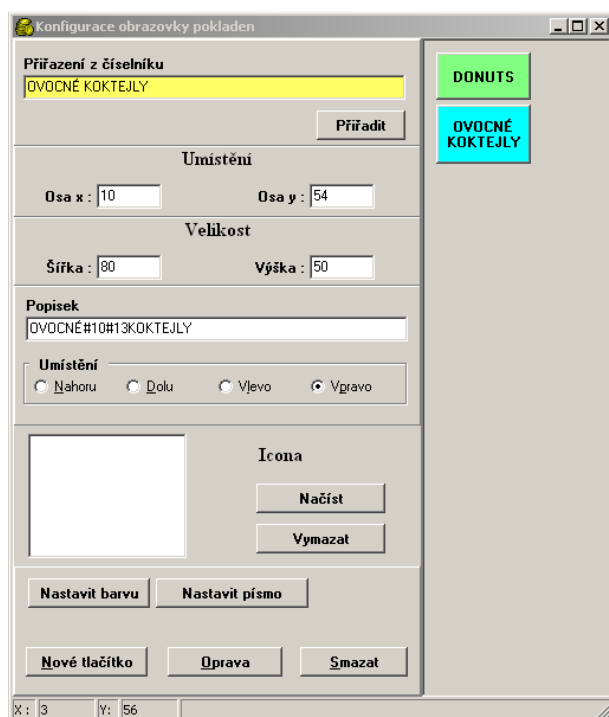 Konfigurace obrazovky pokladen
Přiřazení z číselníku
OVOCNÉ KOKTEJLY
Přiřadit
Umístění
Osa x : 10
Osa y : 54
Velikost
Šířka : 80
Výška : 50
Popisek
OVOCNÉ#10#13KOKTEJLY
Umístění
Nahoru
Dolu
Vlevo
Vpravo
Icona
Načíst
Vymazat
Nastavit barvu
Nastavit písmo
Nové tlačítko
Oprava
Smazat
X : 3
Y: 56
DONUTS
OVOCNÉ
KOKTEJLY